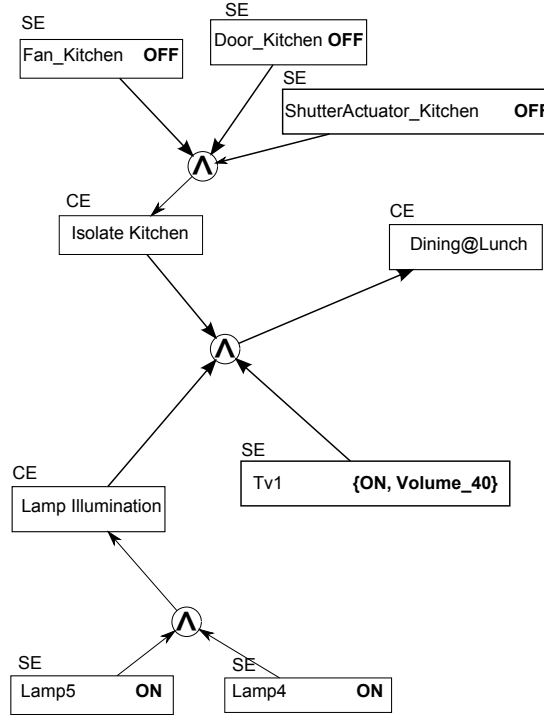 SE
Fan_Kitchen OFF
SE
Door_Kitchen OFF
SE
ShutterActuator_Kitchen OFF
Λ
CE
Isolate Kitchen
CE
Dining@Lunch
Λ
SE
Tv1 {ON, Volume_40}
CE
Lamp Illumination
Λ
SE
Lamp5 ON
SE
Lamp4 ON